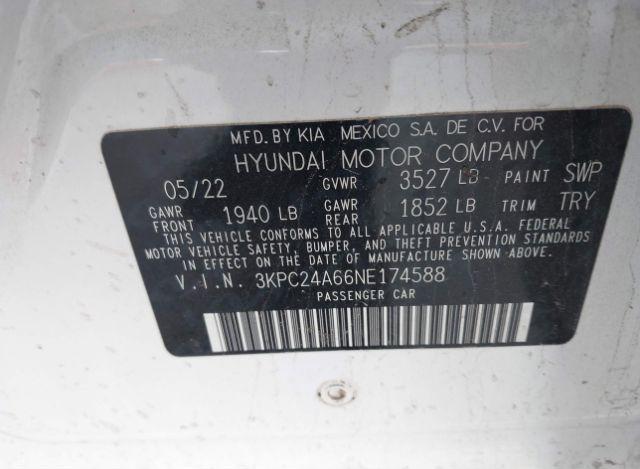 MFD. BY KIA MEXICO S.A. DE C.V. FOR
HYUNDAI MOTOR COMPANY
05/22 GVWR 3527 LB PAINT SWP
GAWR FRONT 1940 LB GAWR REAR 1852 LB TRIM TRY
THIS VEHICLE CONFORMS TO ALL APPLICABLE U.S.A. FEDERAL
MOTOR VEHICLE SAFETY, BUMPER, AND THEFT PREVENTION
STANDARDS IN EFFECT ON THE DATE OF MANUFACTURE SHOWN ABOVE.
V.I.N. 3KPC24A66NE174588
PASSENGER CAR